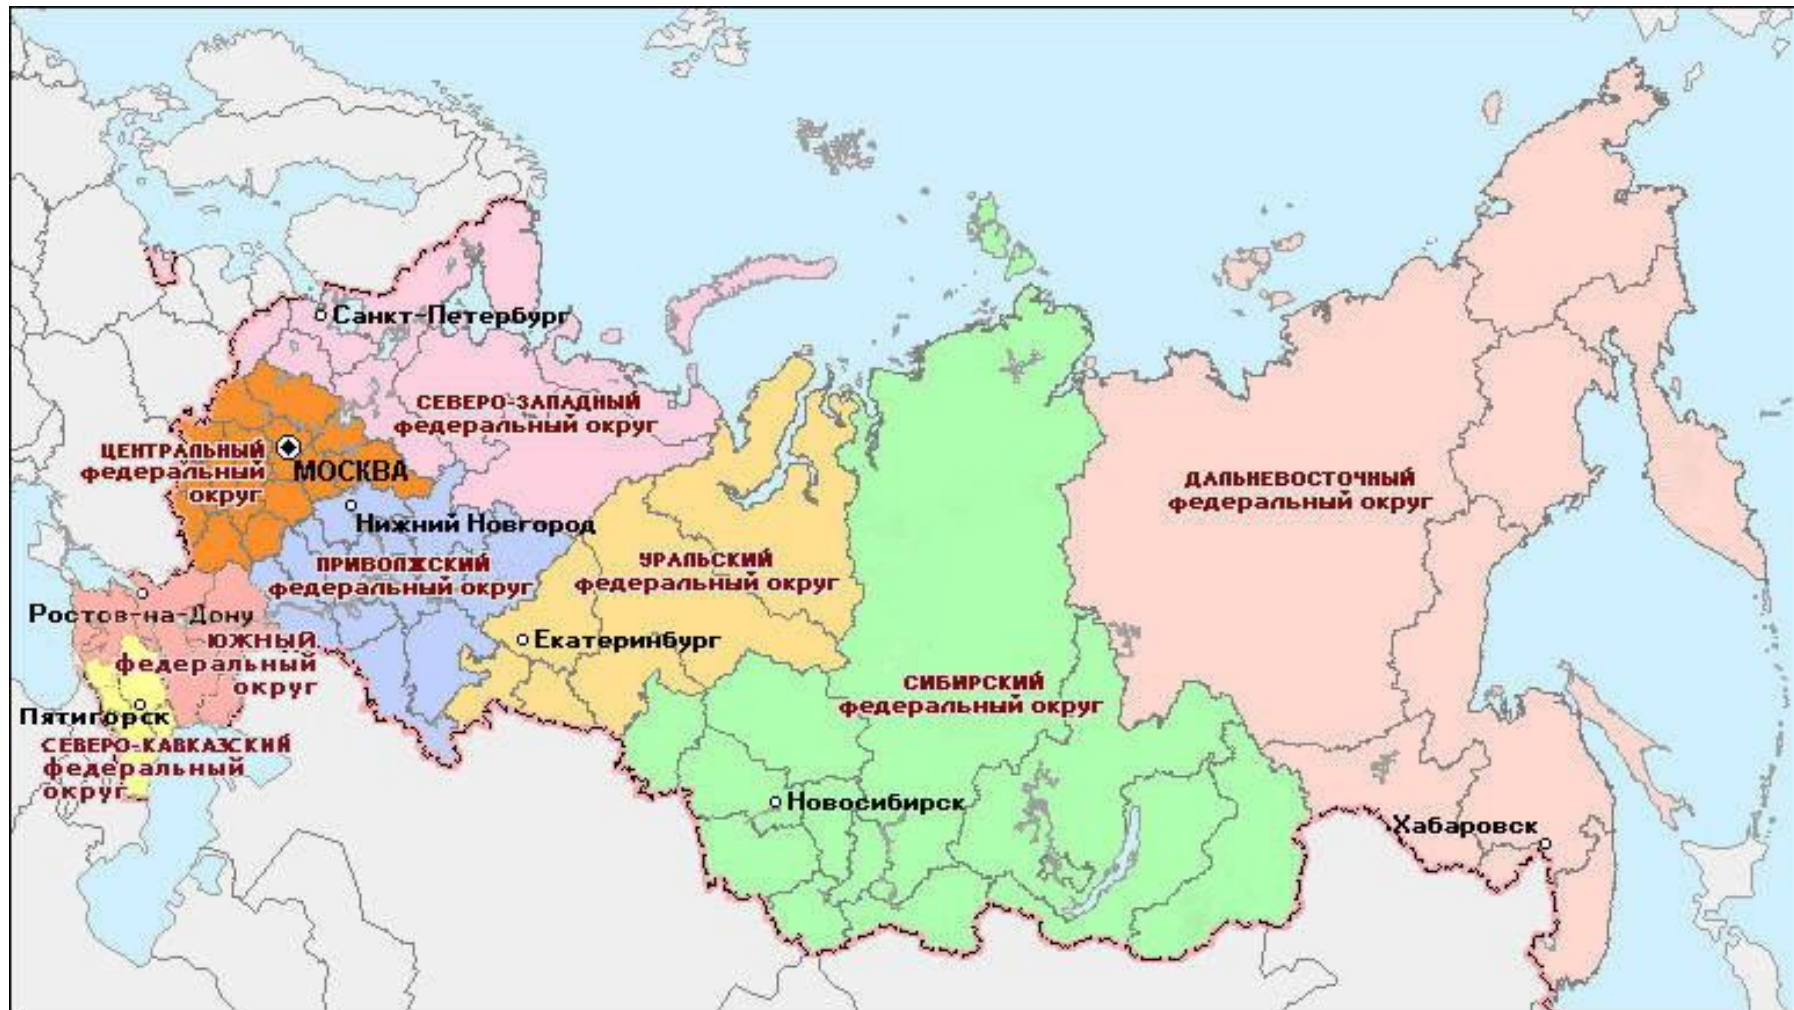 Санкт-Петербург
СЕВЕРО-ЗАПАДНЫЙ
федеральный округ
ЦЕНТРАЛЬНЫЙ
федеральный
округ
МОСКВА
ДАЛЬНЕВОСТОЧНЫЙ
федеральный округ
Нижний Новгород
ПРИВОЛЖСКИЙ
федеральный округ
УРАЛЬСКИЙ
федеральный округ
Ростов-на-Дону
ЮЖНЫЙ
федеральный
округ
Екатеринбург
СИБИРСКИЙ
федеральный округ
Пятигорск
СЕВЕРО-КАВКАЗСКИЙ
федеральный
округ
Новосибирск
Хабаровск